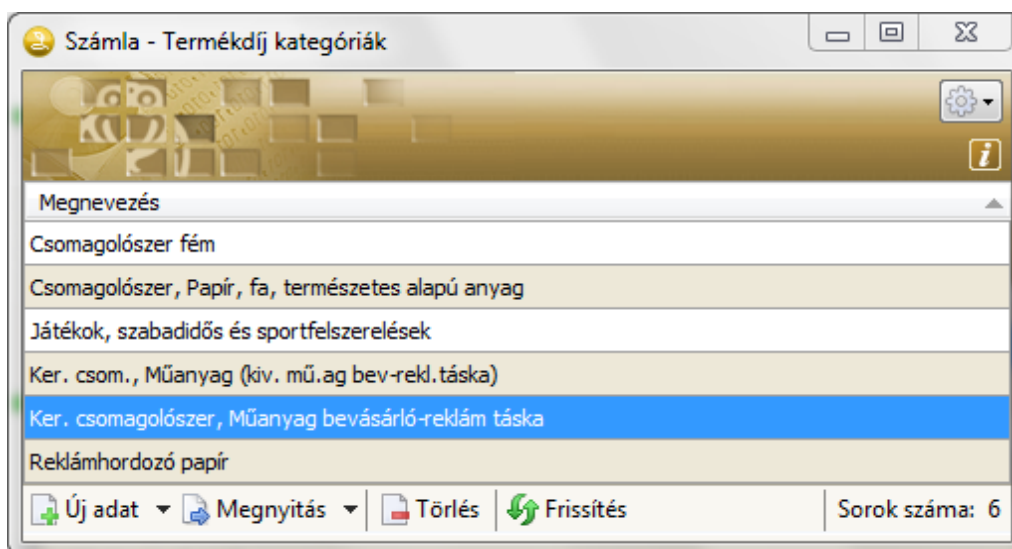 Számla - Termékdíj kategóriák
Megnevezés
Csomagolószer fém
Csomagolószer, Papír, fa, természetes alapú anyag
Játékok, szabadidős és sportfelszerelések
Ker. csom., Műanyag (kiv. mű.ag bev-rekl.táska)
Ker. csomagolószer, Műanyag bevásárló-reklám táska
Reklámhordozó papír
Új adat Megnyitás Törlés Frissítés Sorok száma: 6